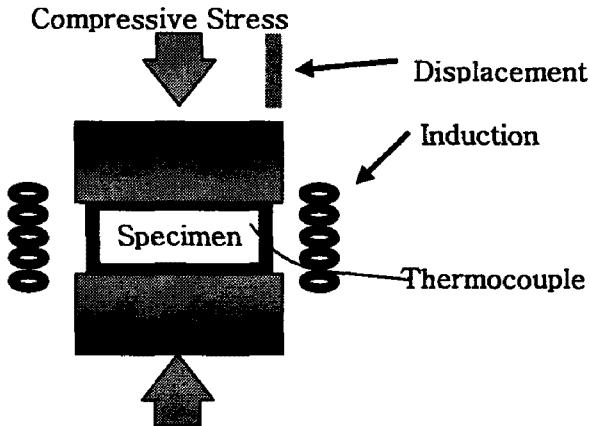 Compressive Stress
Displacement
Induction
Specimen
Thermocouple